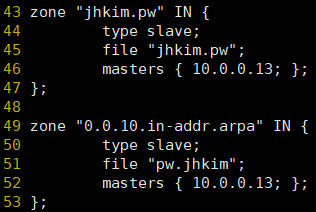 43 zone "jhkim.pw" IN {
44         type slave;
45         file "jhkim.pw";
46         masters { 10.0.0.13; };
47 };
48
49 zone "0.0.10.in-addr.arpa" IN {
50         type slave;
51         file "pw.jhkim";
52         masters { 10.0.0.13; };
53 };